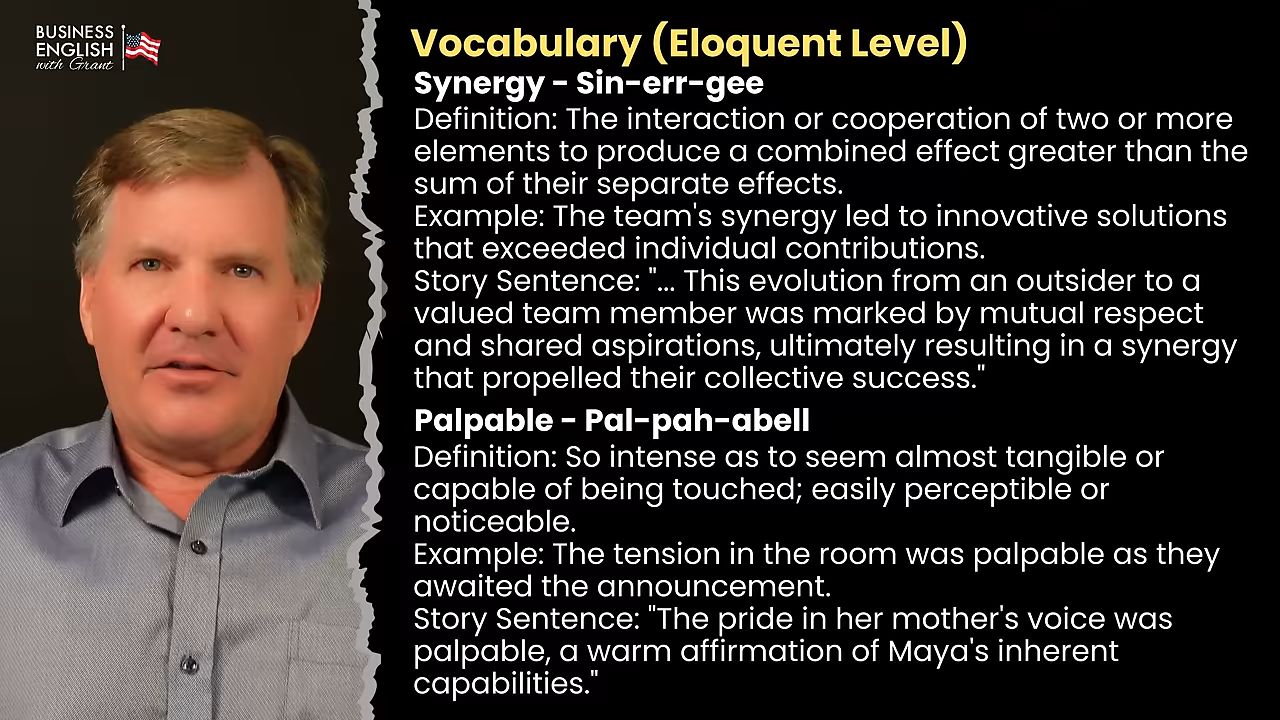 BUSINESS
ENGLISH
with Grant
Vocabulary (Eloquent Level)
Synergy - Sin-err-gee
Definition: The interaction or cooperation of two or more
elements to produce a combined effect greater than the
sum of their separate effects.
Example: The team's synergy led to innovative solutions
that exceeded individual contributions.
Story Sentence: "... This evolution from an outsider to a
valued team member was marked by mutual respect
and shared aspirations, ultimately resulting in a synergy
that propelled their collective success."
Palpable - Pal-pah-abell
Definition: So intense as to seem almost tangible or
capable of being touched; easily perceptible or
noticeable.
Example: The tension in the room was palpable as they
awaited the announcement.
Story Sentence: "The pride in her mother's voice was
palpable, a warm affirmation of Maya's inherent
capabilities."